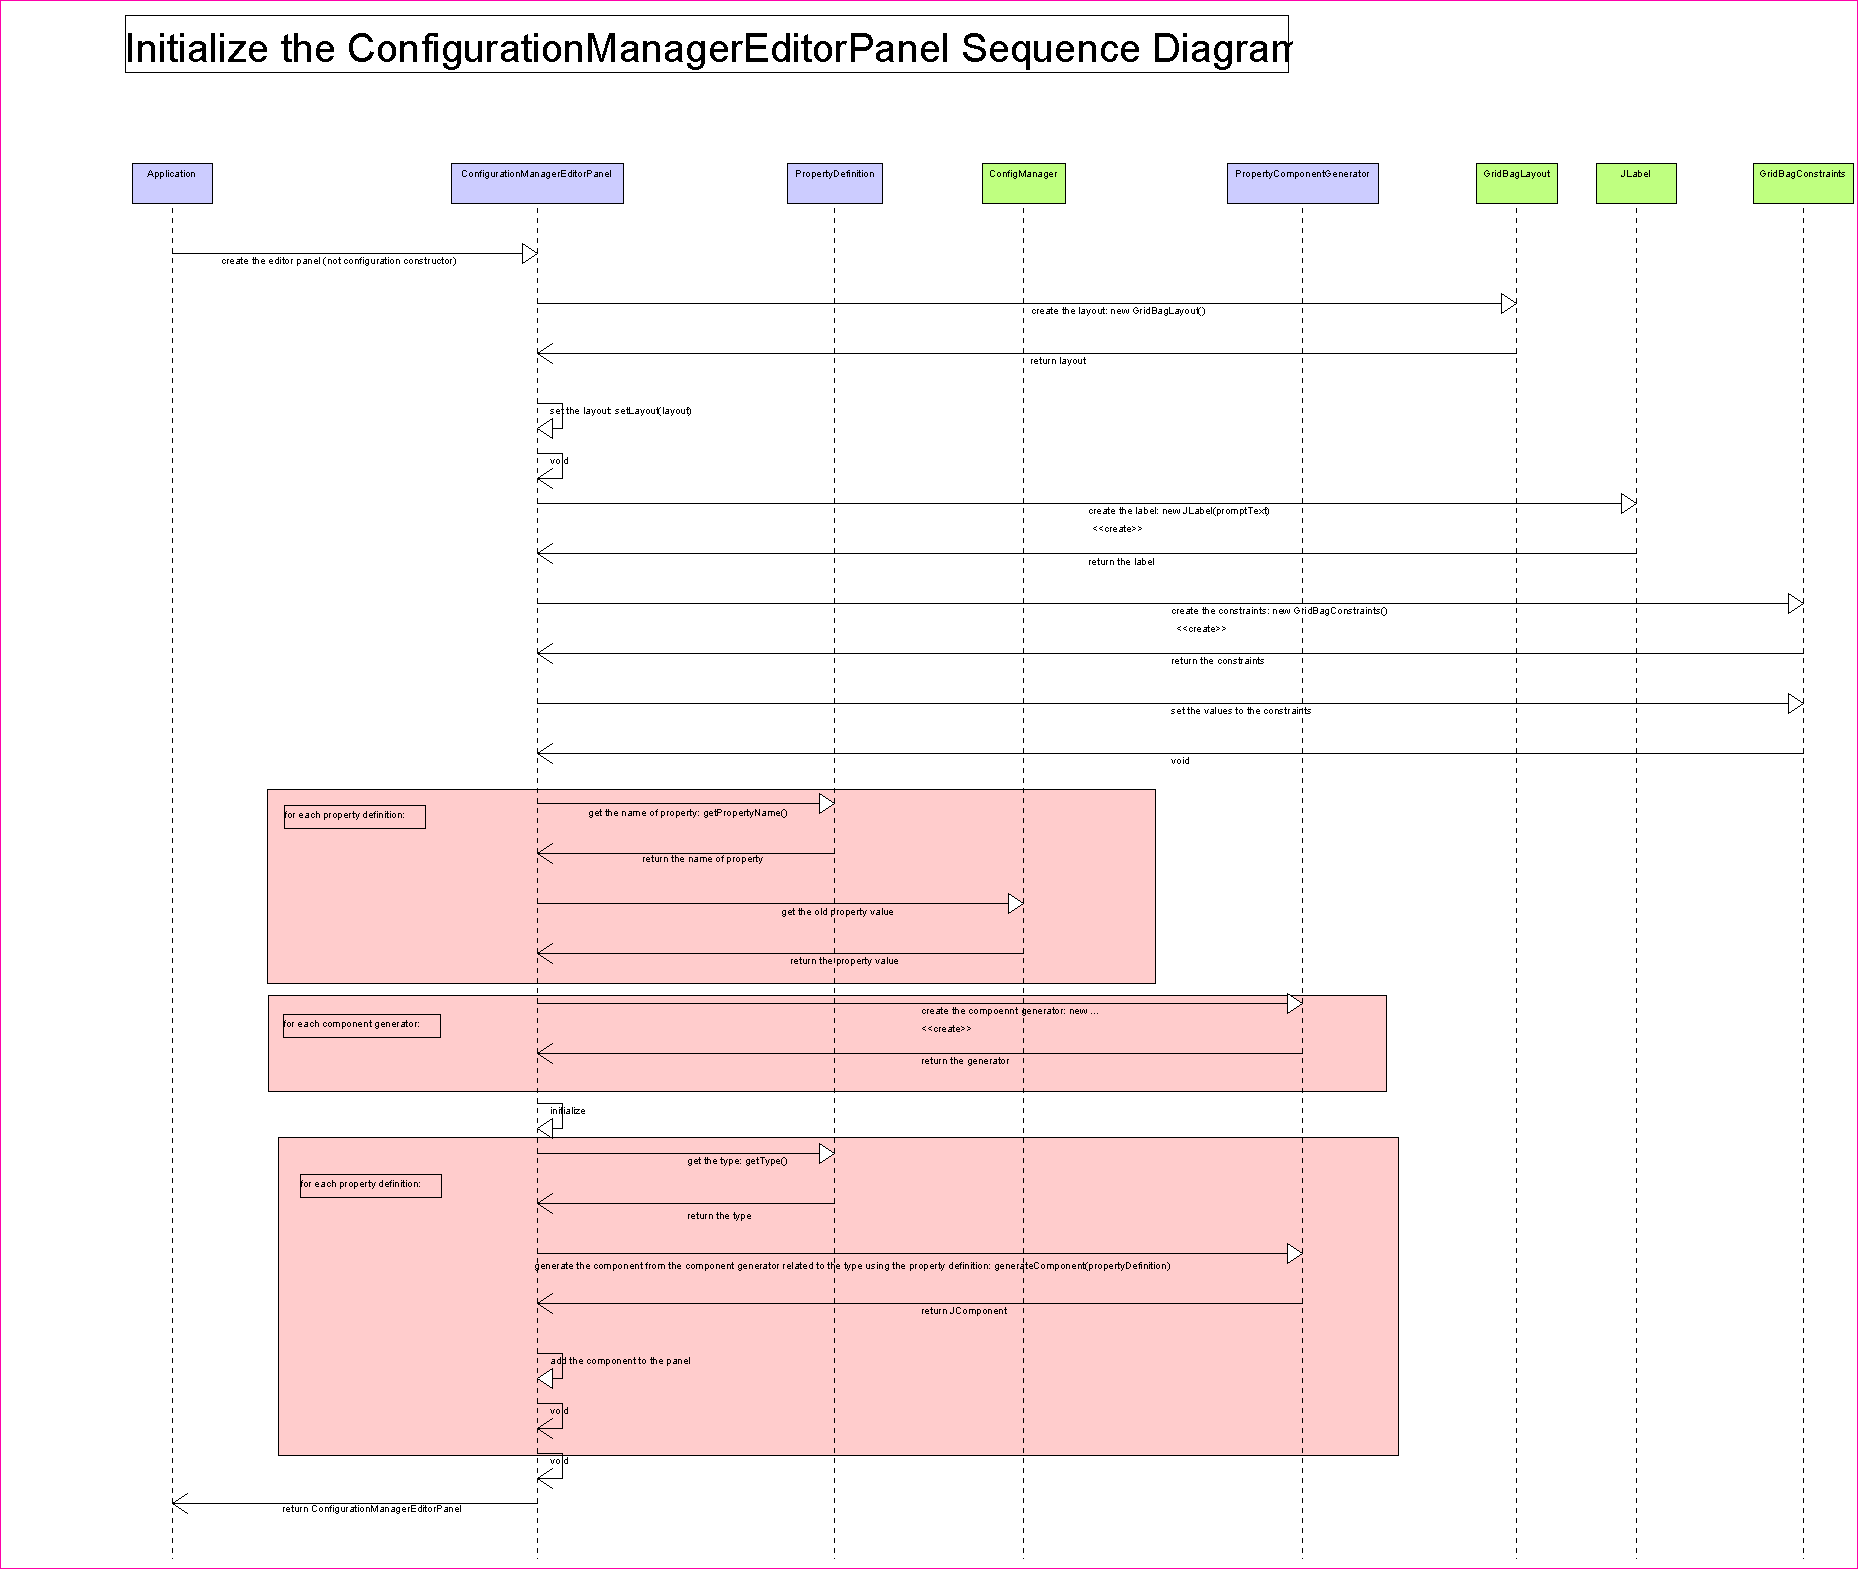 Initialize the ConfigurationManagerEditorPanel Sequence Diagram
Application
ConfigurationManagerEditorPanel
PropertyDefinition
ConfigManager
PropertyComponentGenerator
GridBagLayout
JLabel
GridBagConstraints
create the editor panel (not configuration constructor)
create the layout: new GridBagLayout()
return layout
set the layout: setLayout(layout)
void
create the label: new JLabel(promptText)
<<create>>
return the label
create the constraints: new GridBagConstraints()
<<create>>
return the constraints
set the values to the constraints
void
for each property definition:
get the name of property: getPropertyName()
return the name of property
get the old property value
return the property value
for each component generator:
create the compoennt generator: new ...
<<create>>
return the generator
initialize
get the type: getType()
for each property definition:
return the type
generate the component from the component generator related to the type using the property definition: generateComponent(propertyDefinition)
return JComponent
add the component to the panel
void
void
return ConfigurationManagerEditorPanel